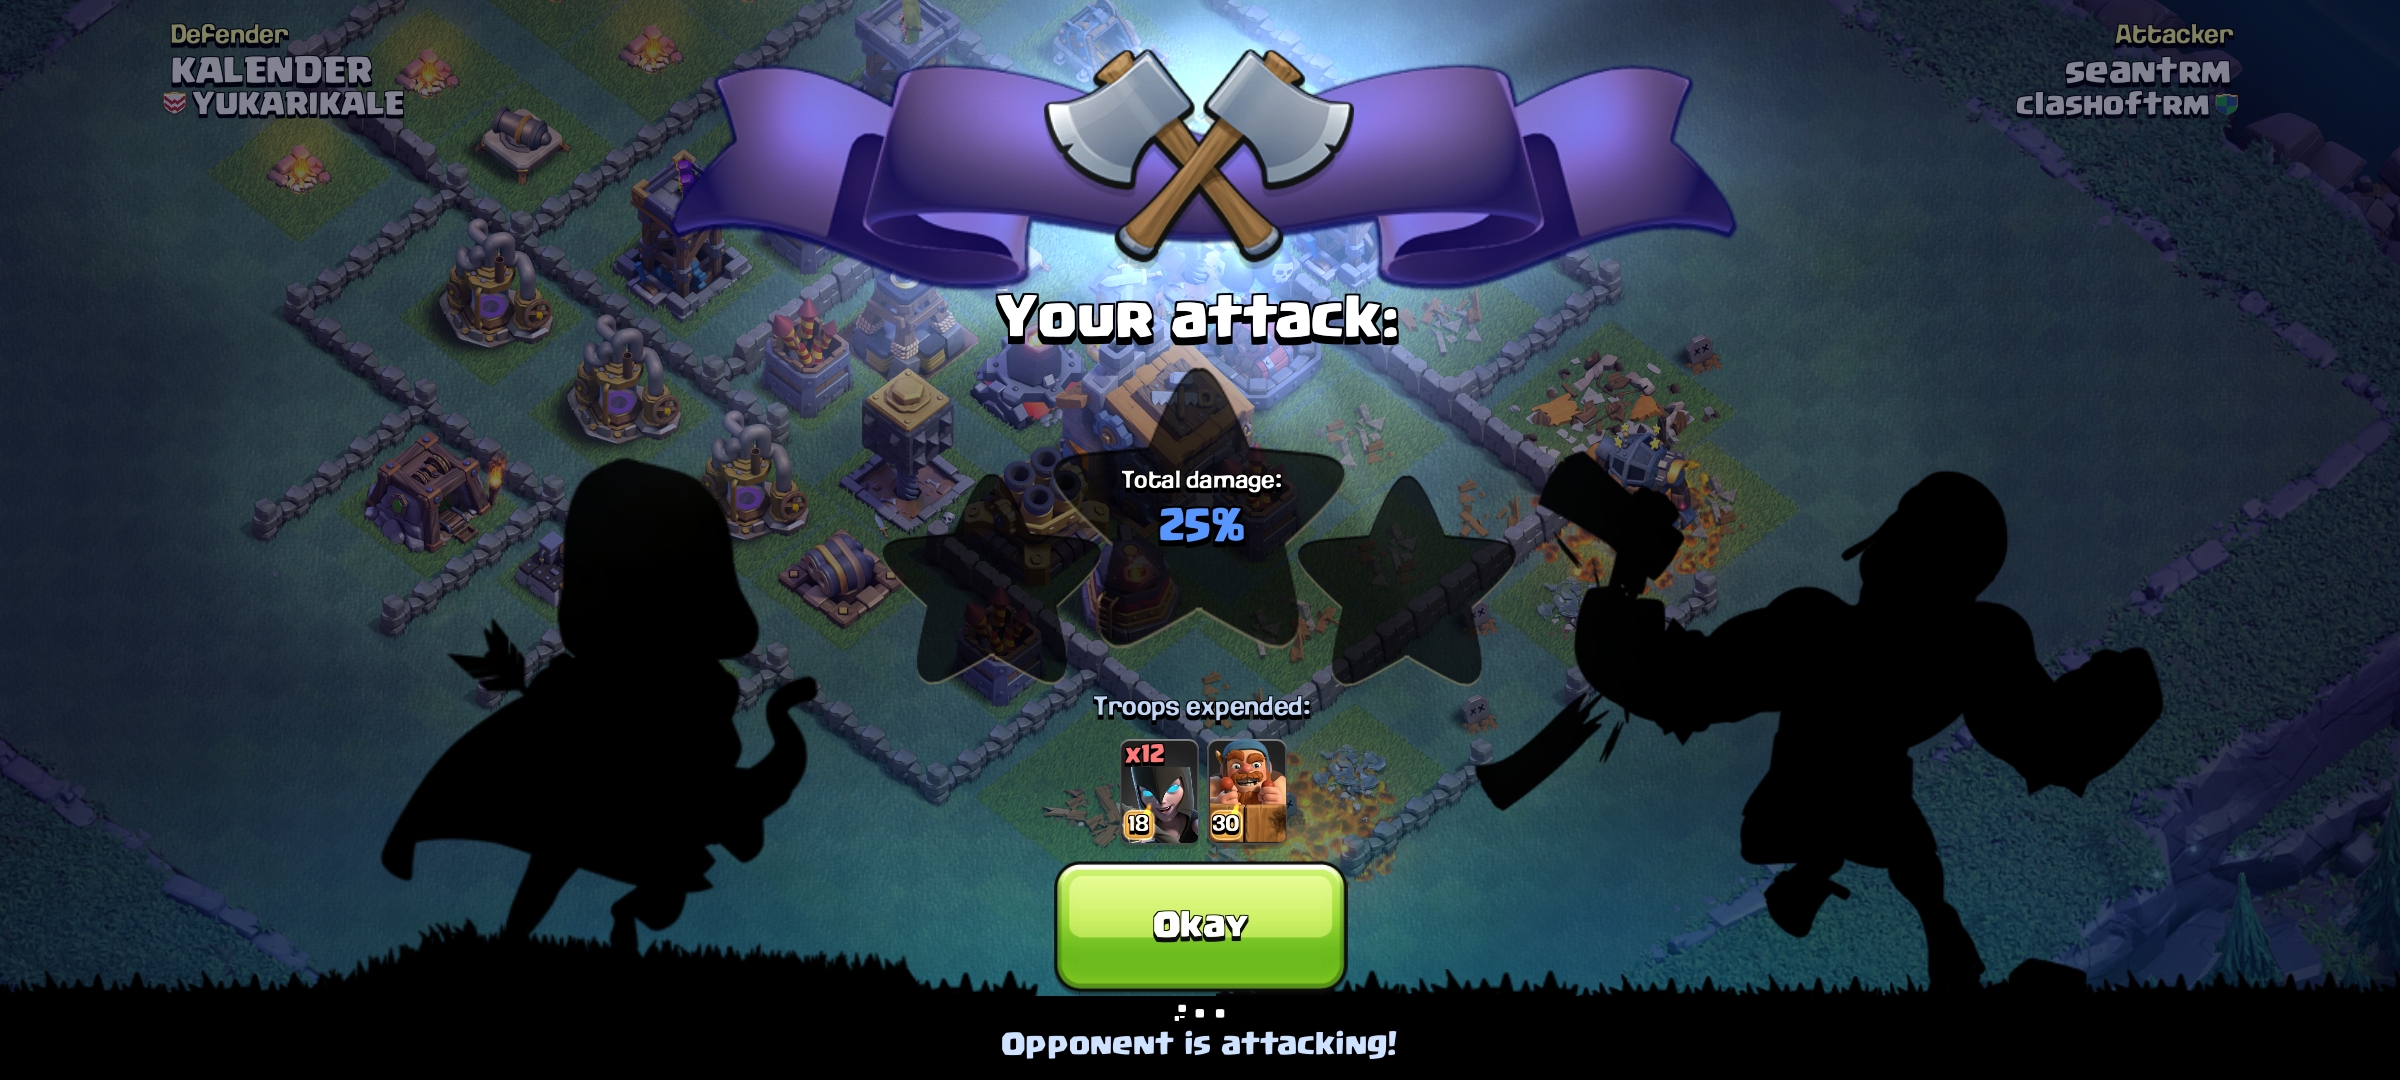 Defender
KALENDER
YUKARIKALE
Attacker
seantRM
clashoftRM
Your attack:
Total damage:
25%
Troops expended:
x12
18
30
Okay
Opponent is attacking!